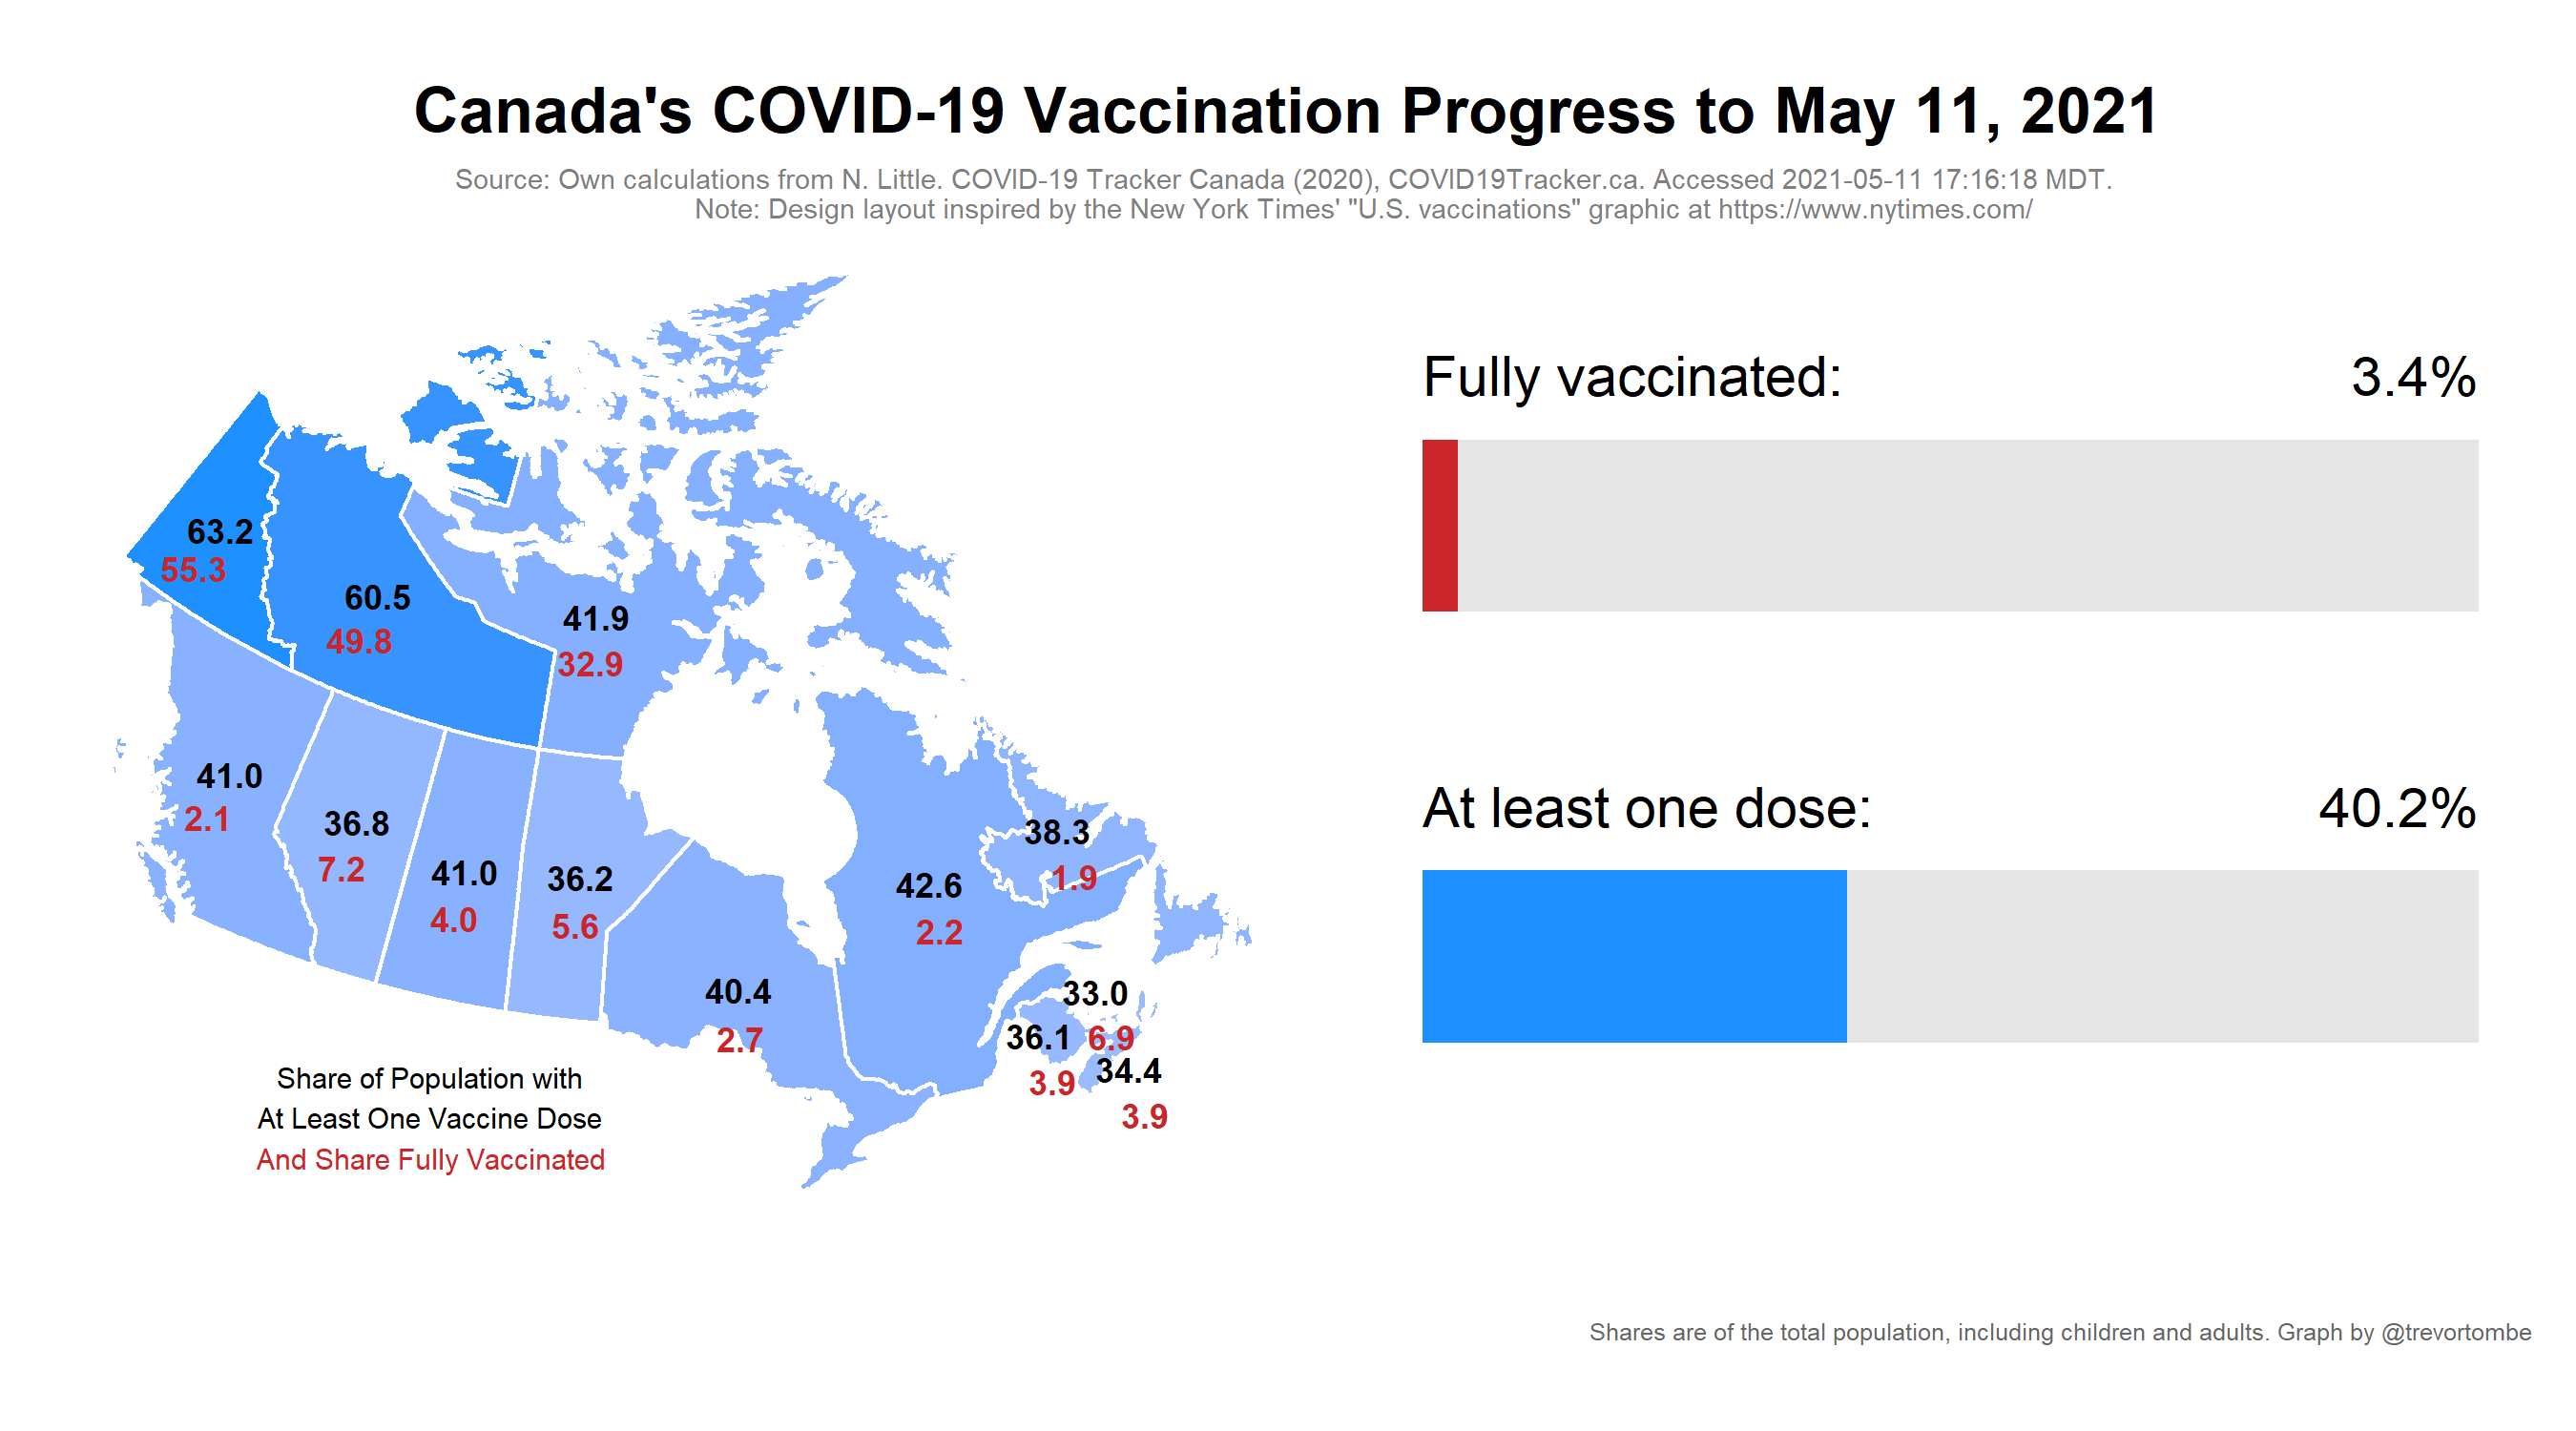 Canada's COVID-19 Vaccination Progress to May 11, 2021
Source: Own calculations from N. Little. COVID-19 Tracker Canada (2020), COVID19Tracker.ca. Accessed 2021-05-11 17:16:18 MDT.
Note: Design layout inspired by the New York Times' "U.S. vaccinations" graphic at https://www.nytimes.com/
63.2
55.3
60.5
49.8
41.9
32.9
41.0
2.1
36.8
7.2
41.0
4.0
36.2
5.6
40.4
2.7
42.6
2.2
38.3
1.9
33.0
6.9
36.1
3.9
34.4
3.9
Share of Population with
At Least One Vaccine Dose
And Share Fully Vaccinated
Fully vaccinated: 3.4%
At least one dose: 40.2%
Shares are of the total population, including children and adults. Graph by @trevortombe